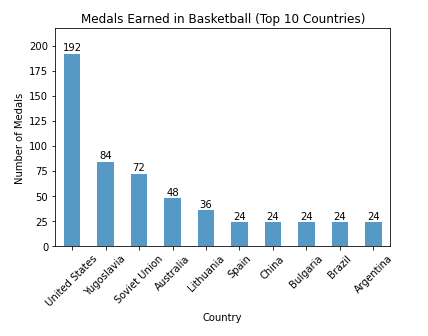 Medals Earned in Basketball (Top 10 Countries)
Number of Medals
200
175
150
125
100
75
50
25
0
192
84
72
48
36
24
24
24
24
24
United States
Yugoslavia
Soviet Union
Australia
Lithuania
Spain
China
Bulgaria
Brazil
Argentina
Country